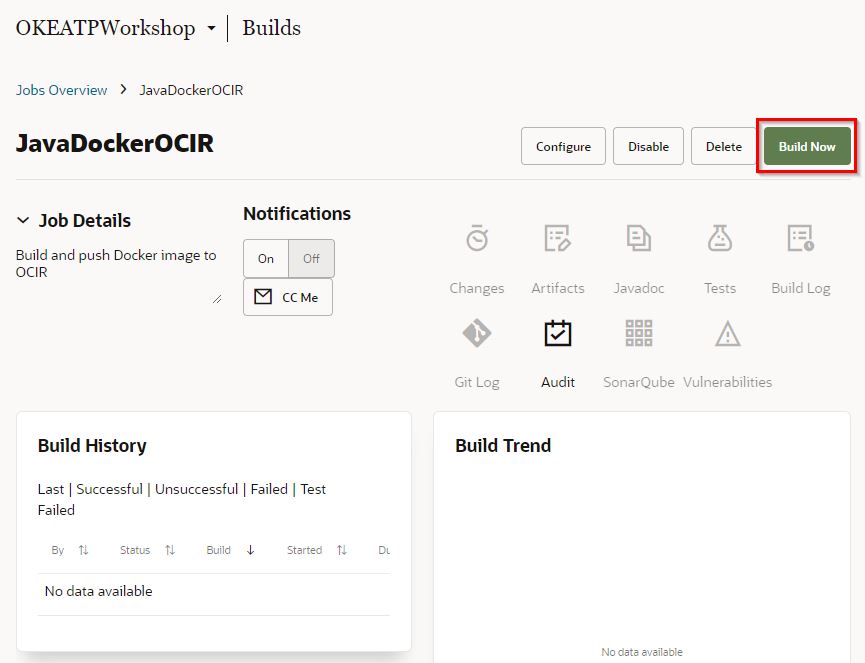 OKEATPWorkshop Builds
Jobs Overview > JavaDockerOCIR
JavaDockerOCIR
Configure
Disable
Delete
Build Now
Job Details
Build and push Docker image to
OCIR
Notifications
On
Off
CC Me
Changes
Artifacts
Javadoc
Tests
Build Log
Git Log
Audit
SonarQube
Vulnerabilities
Build History
Last | Successful | Unsuccessful | Failed | Test
Failed
By
Status
Build
Started
Du
No data available
Build Trend
No data available